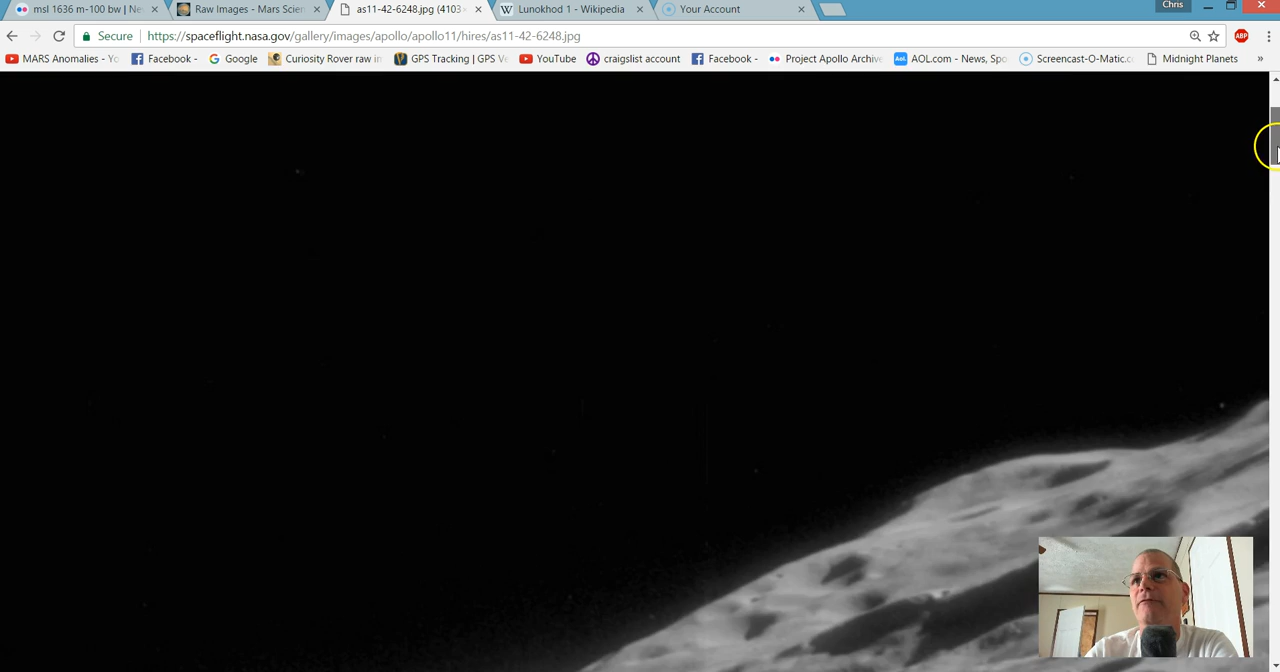 msl 1636 m-100 bw | Ne
Raw Images - Mars Scien
as11-42-6248.jpg (4103×
Lunokhod 1 - Wikipedia
Your Account
Chris
Secure
https://spaceflight.nasa.gov/gallery/images/apollo/apollo11/hires/as11-42-6248.jpg
ABP
MARS Anomalies - Yo
Facebook -
Google
Curiosity Rover raw im
GPS Tracking | GPS Ve
YouTube
craigslist account
Facebook -
Project Apollo Archive
Aol.
AOL.com - News, Spo
Screencast-O-Matic.c
Midnight Planets
»